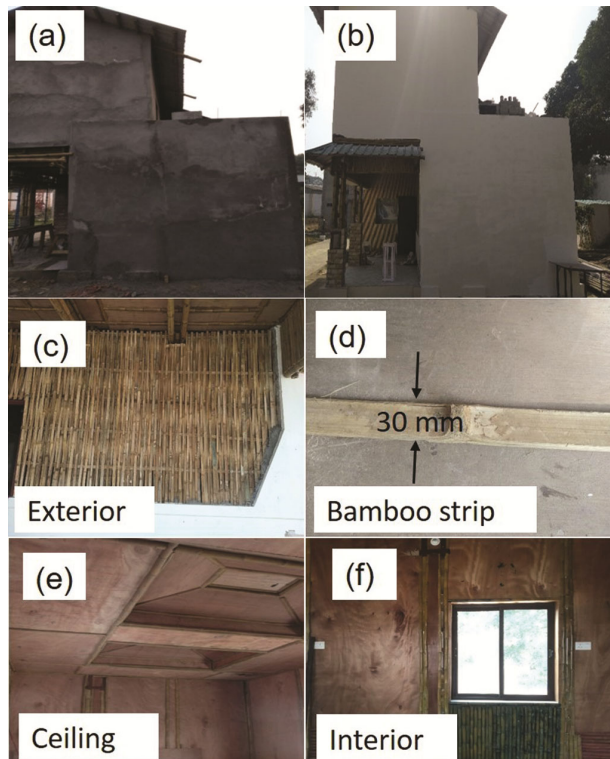 (a)
(b)
(c)
Exterior
(d)
30 mm
Bamboo strip
(e)
Ceiling
(f)
Interior